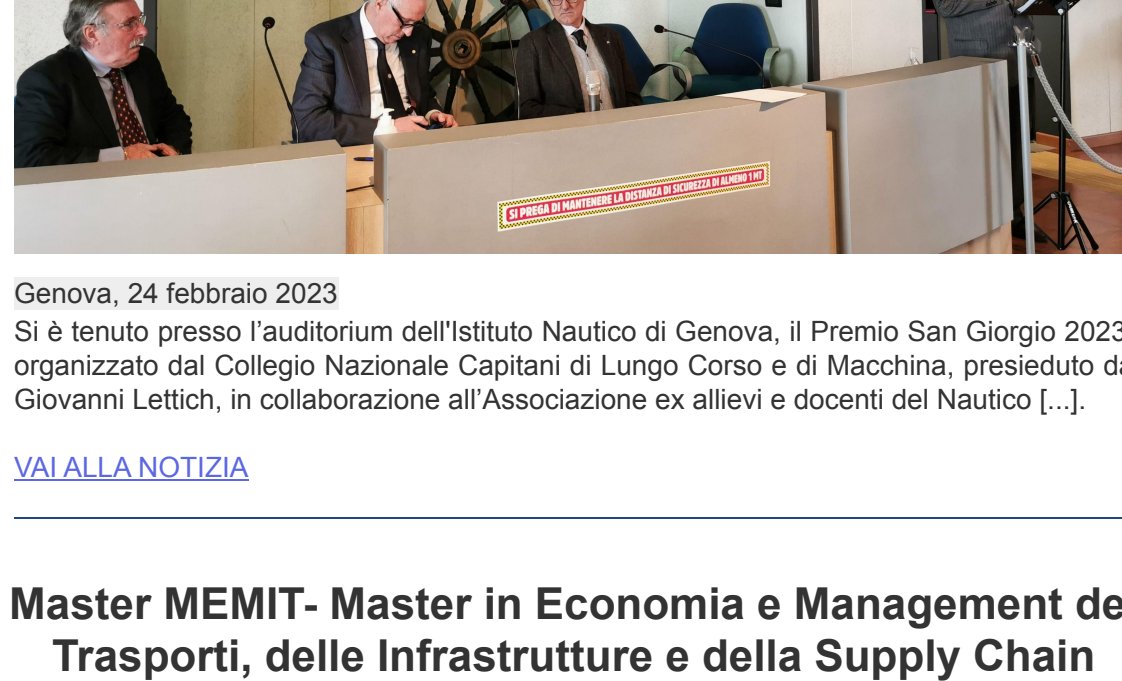 SI PREGA DI MANTENERE LA DISTANZA DI SICUREZZA DI ALMENO 1 MT
Genova, 24 febbraio 2023
Si è tenuto presso l’auditorium dell'Istituto Nautico di Genova, il Premio San Giorgio 2023
organizzato dal Collegio Nazionale Capitani di Lungo Corso e di Macchina, presieduto da
Giovanni Lettich, in collaborazione all’Associazione ex allievi e docenti del Nautico [...].
VAI ALLA NOTIZIA
Master MEMIT- Master in Economia e Management de
Trasporti, delle Infrastrutture e della Supply Chain